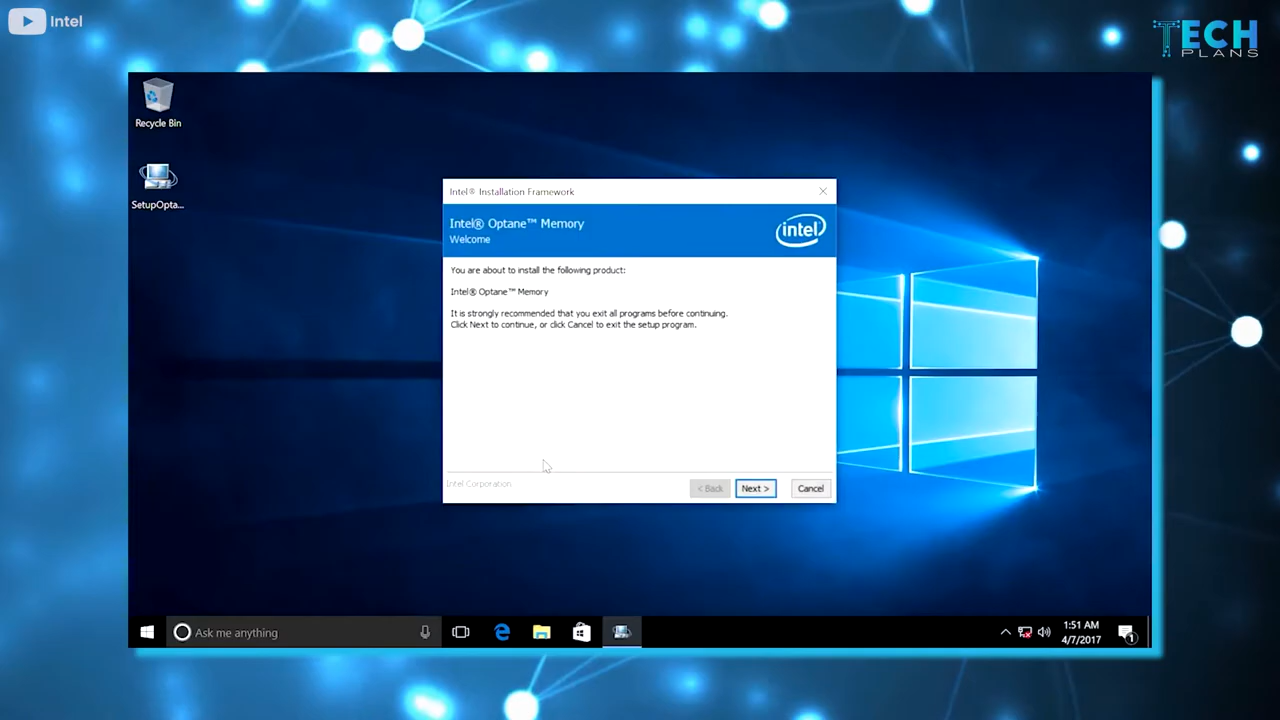 Intel
TECH
PLANS
Recycle Bin
SetupOpta...
Intel® Installation Framework
Intel® Optane™ Memory
Welcome
intel
You are about to install the following product:
Intel® Optane™ Memory
It is strongly recommended that you exit all programs before continuing.
Click Next to continue, or click Cancel to exit the setup program.
Intel Corporation
< Back
Next >
Cancel
Ask me anything
1:51 AM
4/7/2017
1